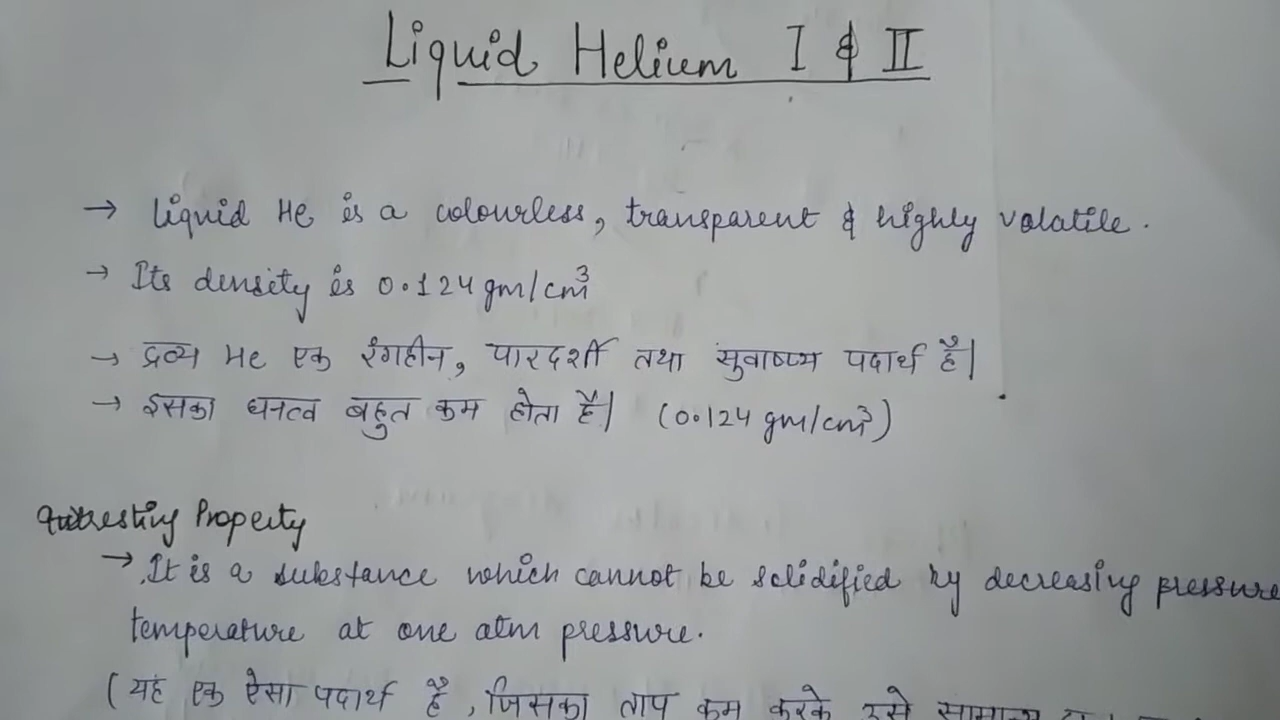 Liquid Helium I & II
→ Liquid He is a colourless, transparent & highly volatile.
→ Its density is 0.124 gm/cm³
→ द्रव्य He एक रंगहीन, पारदर्शी तथा सुवाष्प्य पदार्थ है|
→ इसका घनत्व बहुत कम होता है| (0.124 gm/cm³)
Property
→ It is a substance which cannot be solidified by decreasing pressure
temperature at one atm pressure.
(यह एक ऐसा पदार्थ है, जिसका ताप कम करके उसे सामान्य